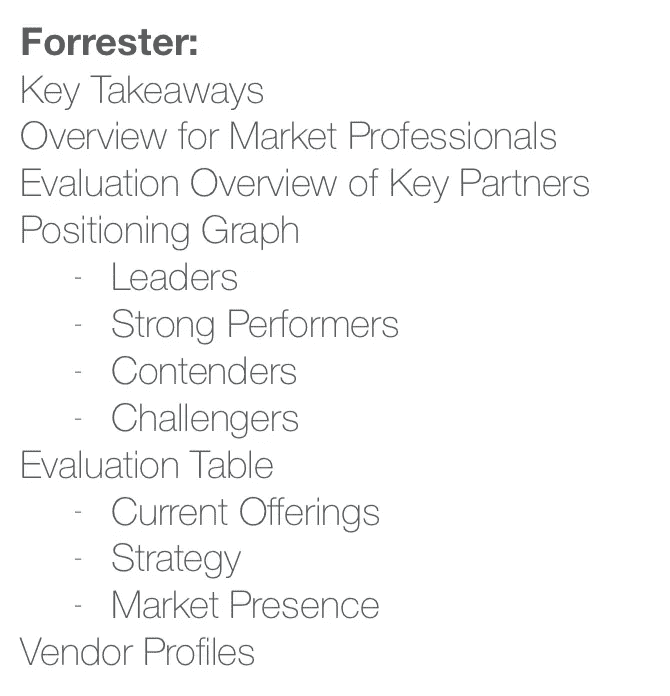 Forrester:
Key Takeaways
Overview for Market Professionals
Evaluation Overview of Key Partners
Positioning Graph
- Leaders
- Strong Performers
- Contenders
- Challengers
Evaluation Table
- Current Offerings
- Strategy
- Market Presence
Vendor Profiles